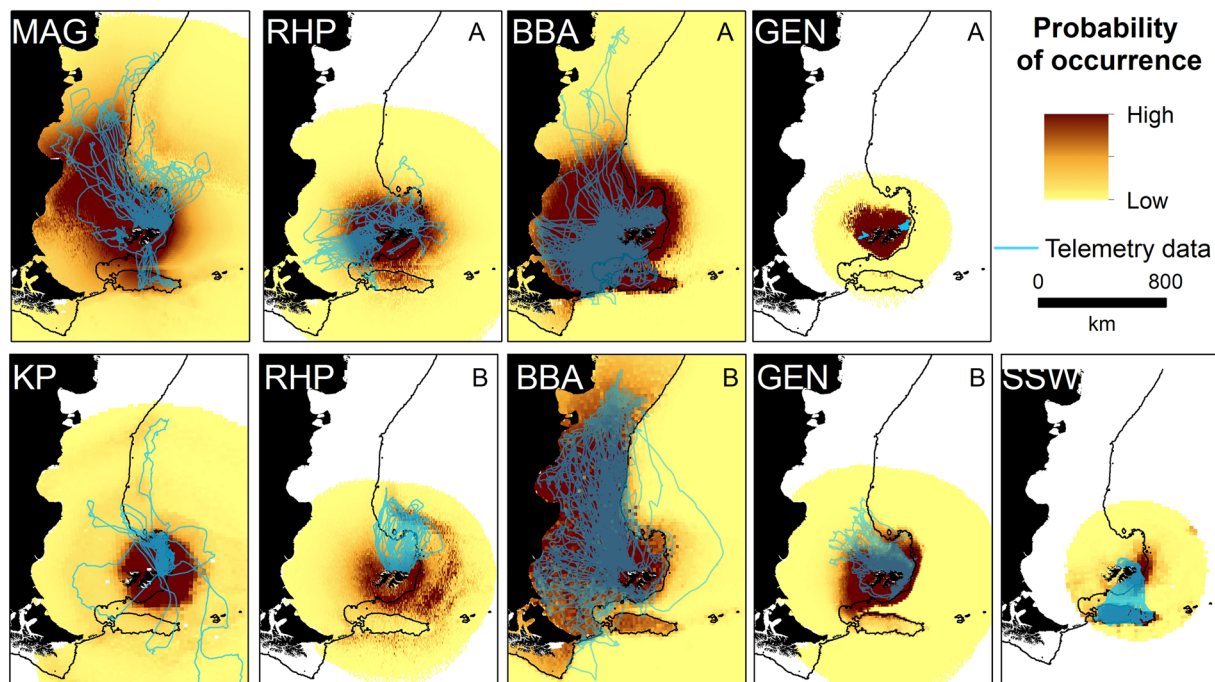 MAG
RHP
A
BBA
A
GEN
A
Probability
of occurrence
High
Low
Telemetry data
0 800
km
KP
RHP
B
BBA
B
GEN
B
SSW